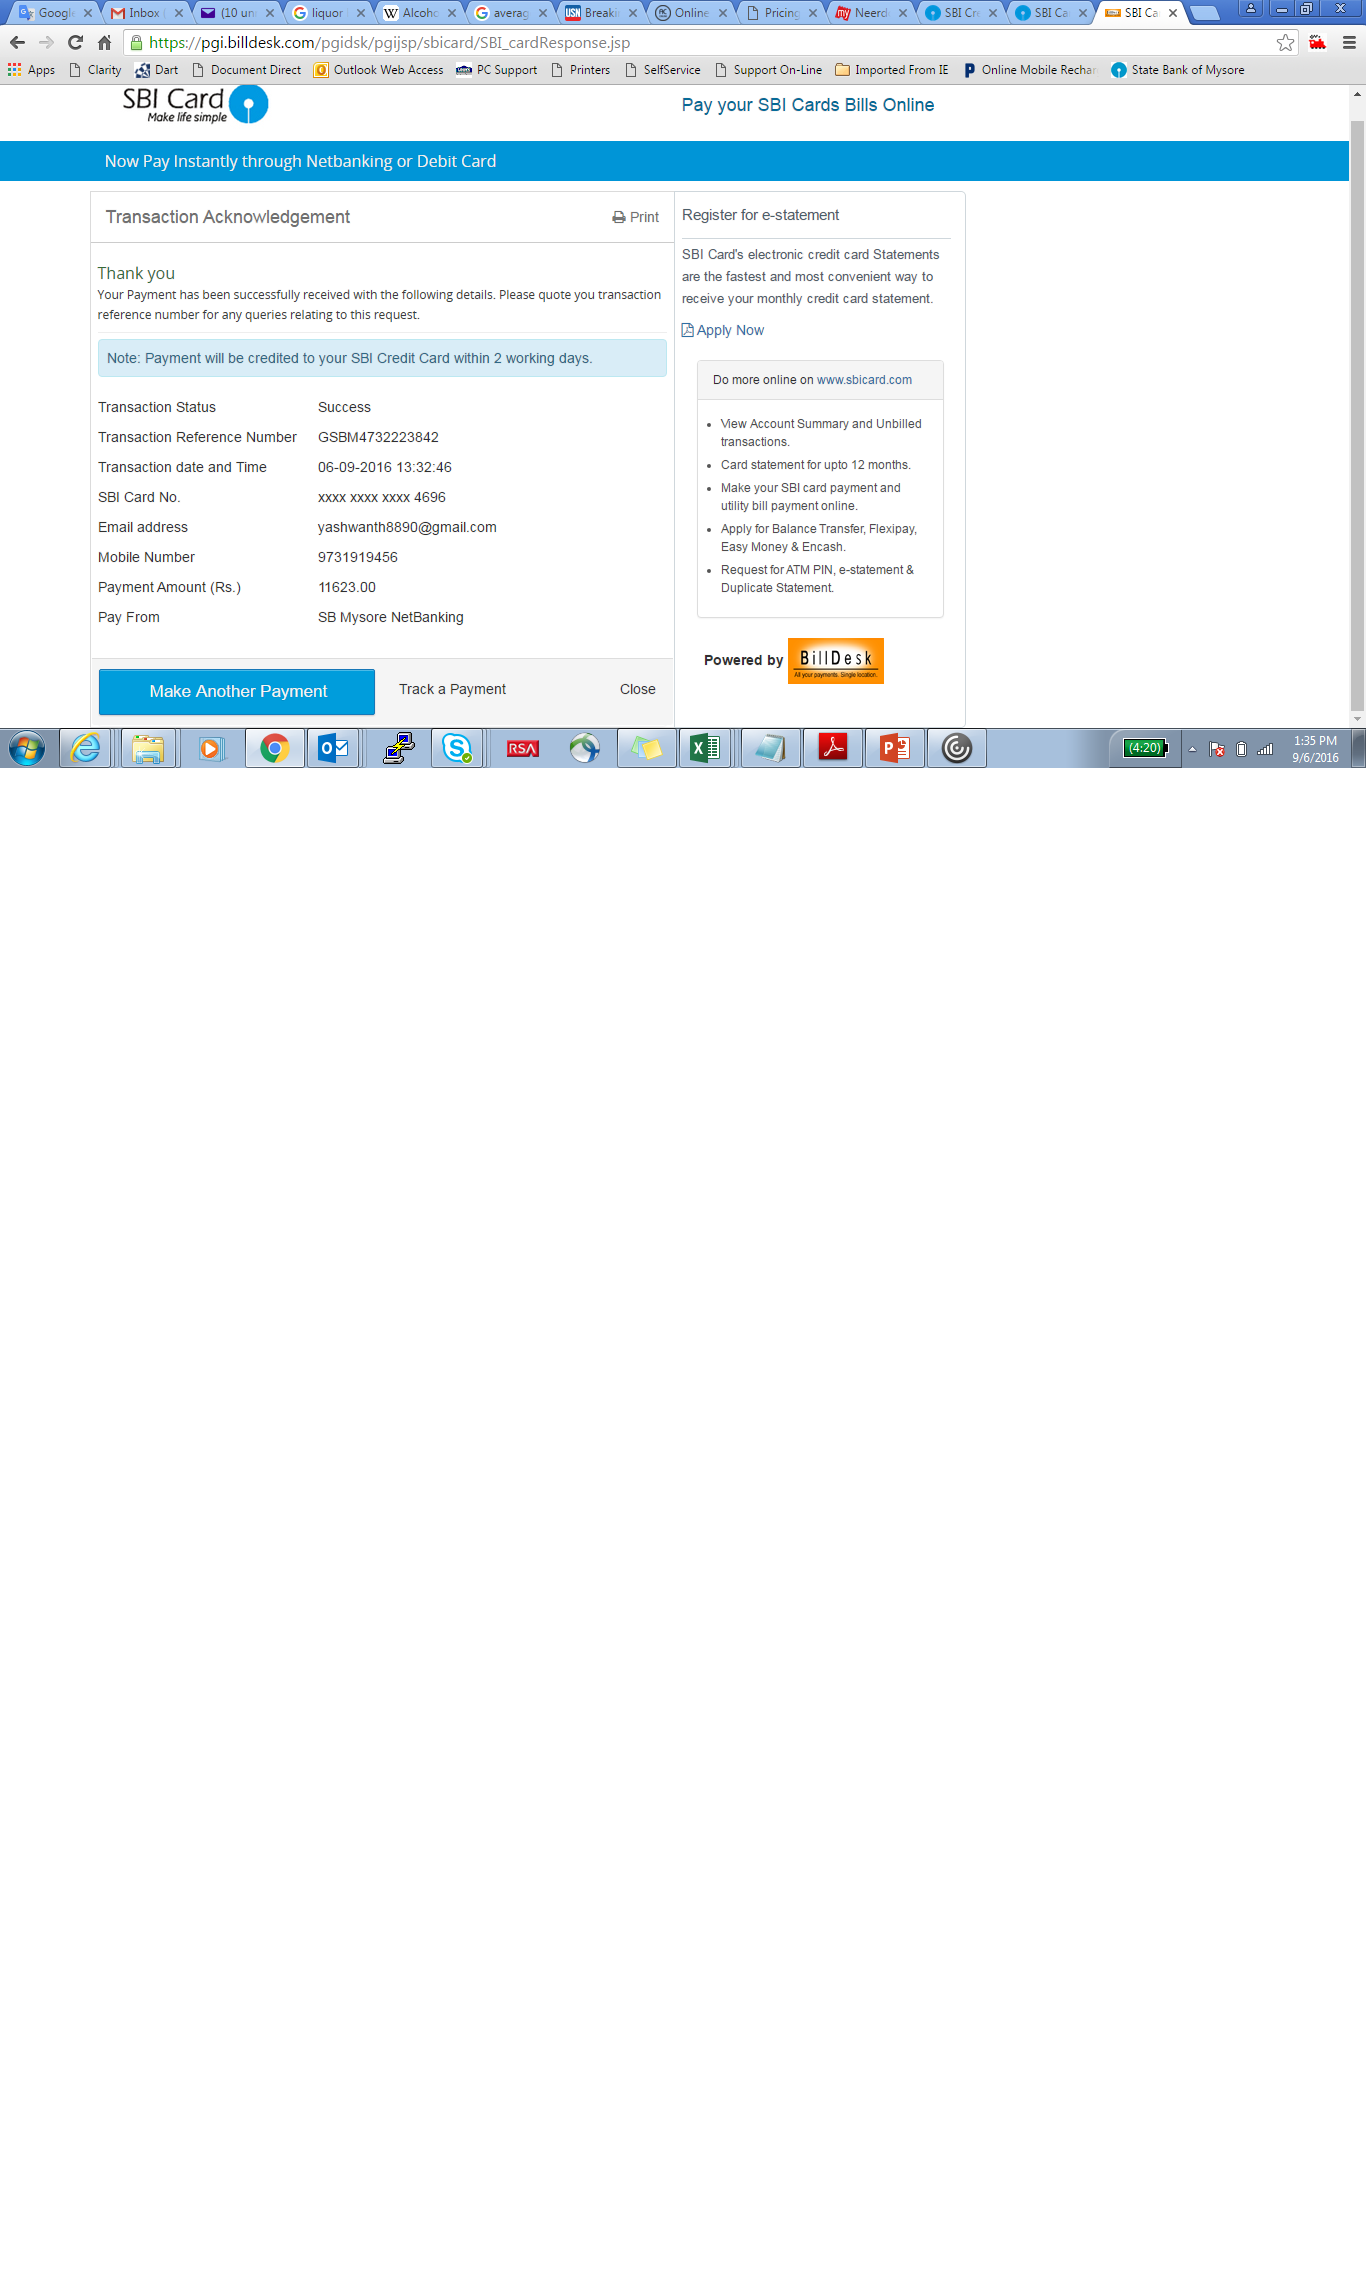 Google
Inbox (
(10 un
liquor
Alcoho
averag
Breaki
Online
Pricing
Neerd
SBI Cre
SBI Ca
SBI Ca
https://pgi.billdesk.com/pgidsk/pgijsp/sbicard/SBI_cardResponse.jsp
Apps Clarity Dart Document Direct Outlook Web Access PC Support Printers SelfService Support On-Line Imported From IE Online Mobile Rechar State Bank of Mysore
SBI Card
Make life simple
Pay your SBI Cards Bills Online
Now Pay Instantly through Netbanking or Debit Card
Transaction Acknowledgement
Print
Thank you
Your Payment has been successfully received with the following details. Please quote you transaction
reference number for any queries relating to this request.
Note: Payment will be credited to your SBI Credit Card within 2 working days.
Transaction Status Success
Transaction Reference Number GSBM4732223842
Transaction date and Time 06-09-2016 13:32:46
SBI Card No. xxxx xxxx xxxx 4696
Email address yashwanth8890@gmail.com
Mobile Number 9731919456
Payment Amount (Rs.) 11623.00
Pay From SB Mysore NetBanking
Make Another Payment
Track a Payment
Close
Register for e-statement
SBI Card's electronic credit card Statements
are the fastest and most convenient way to
receive your monthly credit card statement.
Apply Now
Do more online on www.sbicard.com
View Account Summary and Unbilled
transactions.
Card statement for upto 12 months.
Make your SBI card payment and
utility bill payment online.
Apply for Balance Transfer, Flexipay,
Easy Money & Encash.
Request for ATM PIN, e-statement &
Duplicate Statement.
Powered by
BillDesk
All your payments. Single location.
RSA
(4:20)
1:35 PM
9/6/2016